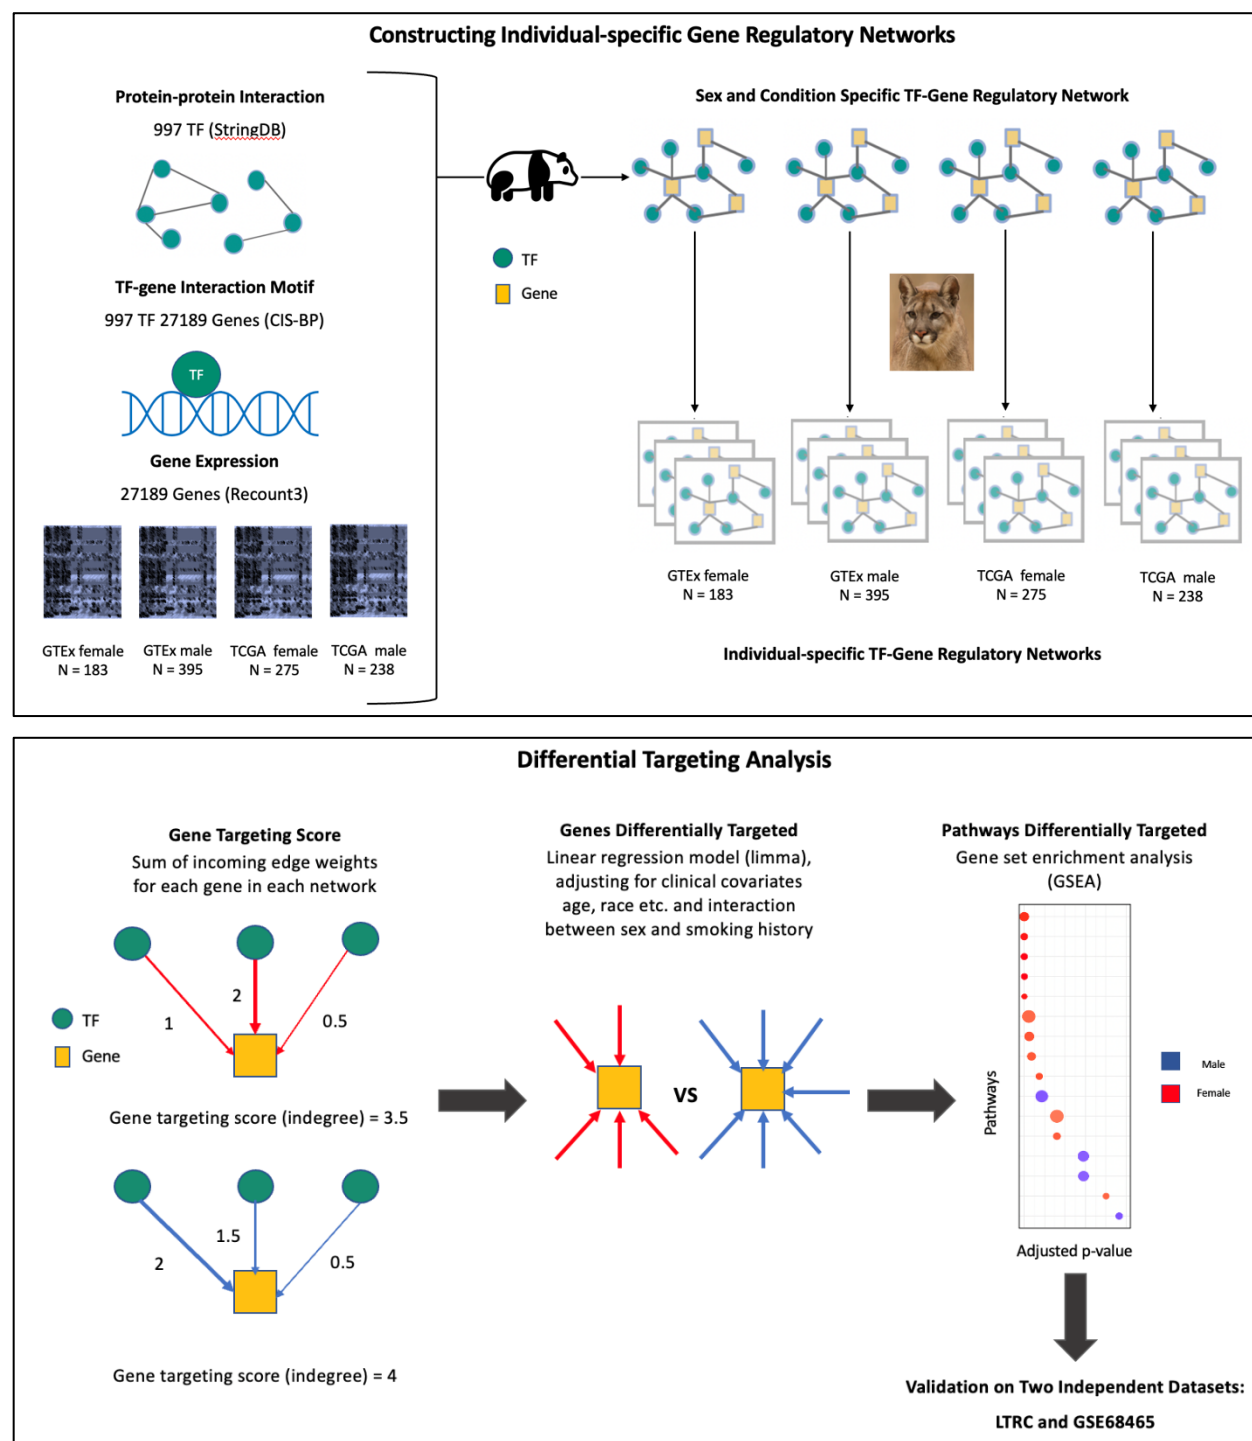 Constructing Individual-specific Gene Regulatory Networks
Protein-protein Interaction
997 TF (StringDB)
TF-gene Interaction Motif
997 TF 27189 Genes (CIS-BP)
TF
Gene Expression
27189 Genes (Recount3)
GTEx female
N = 183
GTEx male
N = 395
TCGA female
N = 275
TCGA male
N = 238
TF
Gene
Sex and Condition Specific TF-Gene Regulatory Network
GTEx female
N = 183
GTEx male
N = 395
TCGA female
N = 275
TCGA male
N = 238
Individual-specific TF-Gene Regulatory Networks
Differential Targeting Analysis
Gene Targeting Score
Sum of incoming edge weights
for each gene in each network
1
2
0.5
TF
Gene
Gene targeting score (indegree) = 3.5
2
1.5
0.5
Gene targeting score (indegree) = 4
Genes Differentially Targeted
Linear regression model (limma),
adjusting for clinical covariates
age, race etc. and interaction
between sex and smoking history
VS
Pathways Differentially Targeted
Gene set enrichment analysis
(GSEA)
Pathways
Adjusted p-value
Male
Female
Validation on Two Independent Datasets:
LTRC and GSE68465